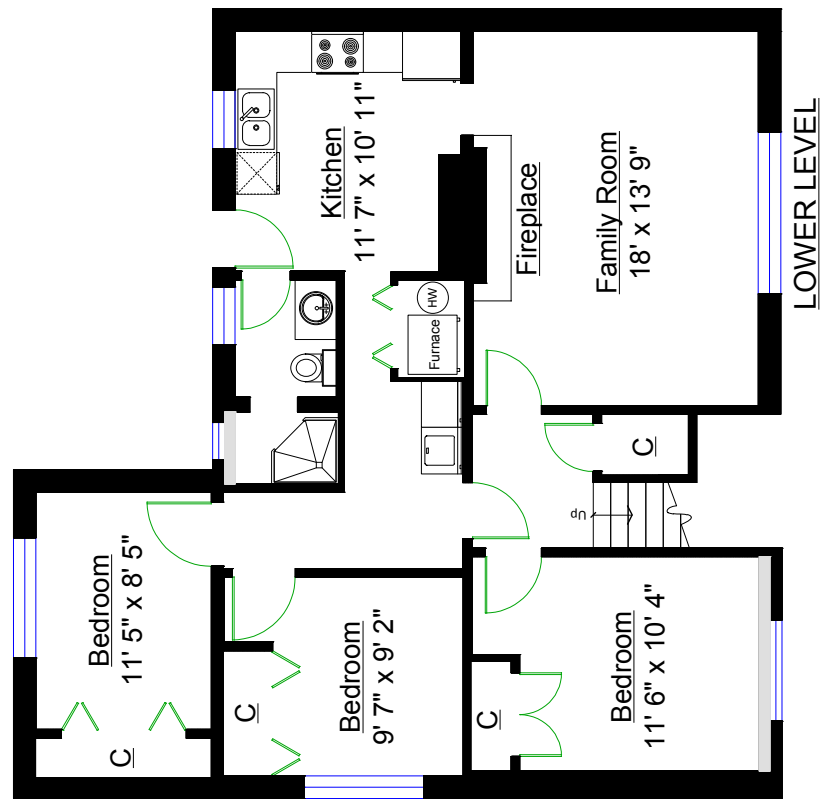 Kitchen
11' 7" x 10' 11"
Fireplace
Family Room
18' x 13' 9"
LOWER LEVEL
HW
Furnace
C
Up
Bedroom
11' 5" x 8' 5"
C
Bedroom
9' 7" x 9' 2"
C
Bedroom
11' 6" x 10' 4"
C